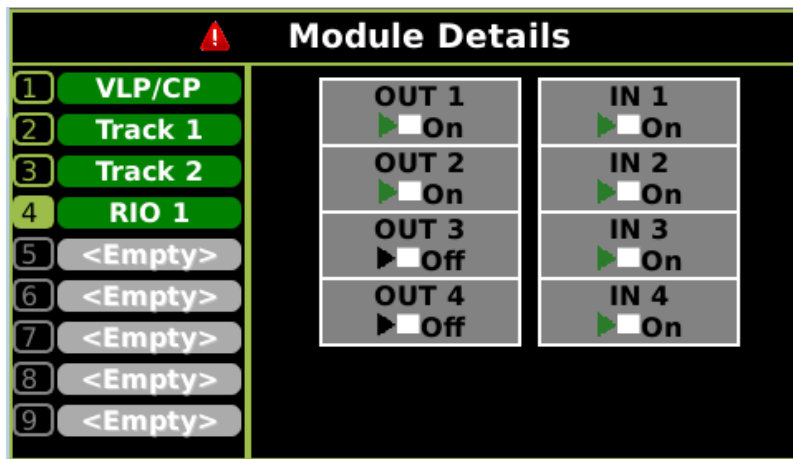 Module Details
1 VLP/CP
2 Track 1
3 Track 2
4 RIO 1
5 <Empty>
6 <Empty>
7 <Empty>
8 <Empty>
9 <Empty>
OUT 1
On
OUT 2
On
OUT 3
Off
OUT 4
Off
IN 1
On
IN 2
On
IN 3
On
IN 4
On